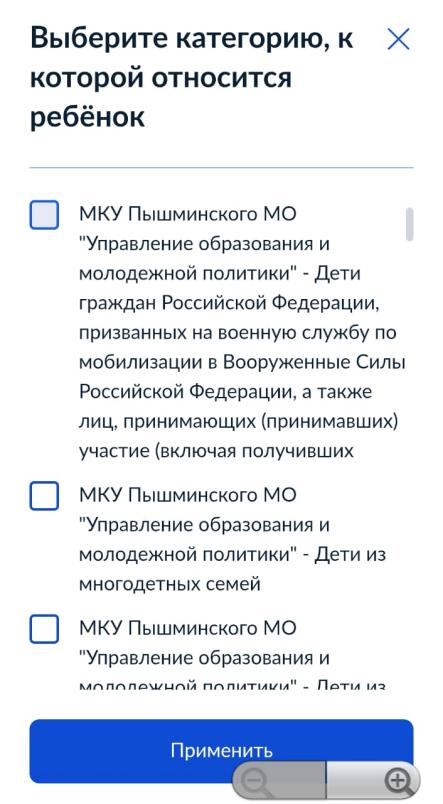 Выберите категорию, к
которой относится
ребёнок
МКУ Пышминского МО
"Управление образования и
молодежной политики" - Дети
граждан Российской Федерации,
призванных на военную службу по
мобилизации в Вооруженные Силы
Российской Федерации, а также
лиц, принимающих (принимавших)
участие (включая получивших
МКУ Пышминского МО
"Управление образования и
молодежной политики" - Дети из
многодетных семей
МКУ Пышминского МО
"Управление образования и
молодежной политики" - Дети из
Применить